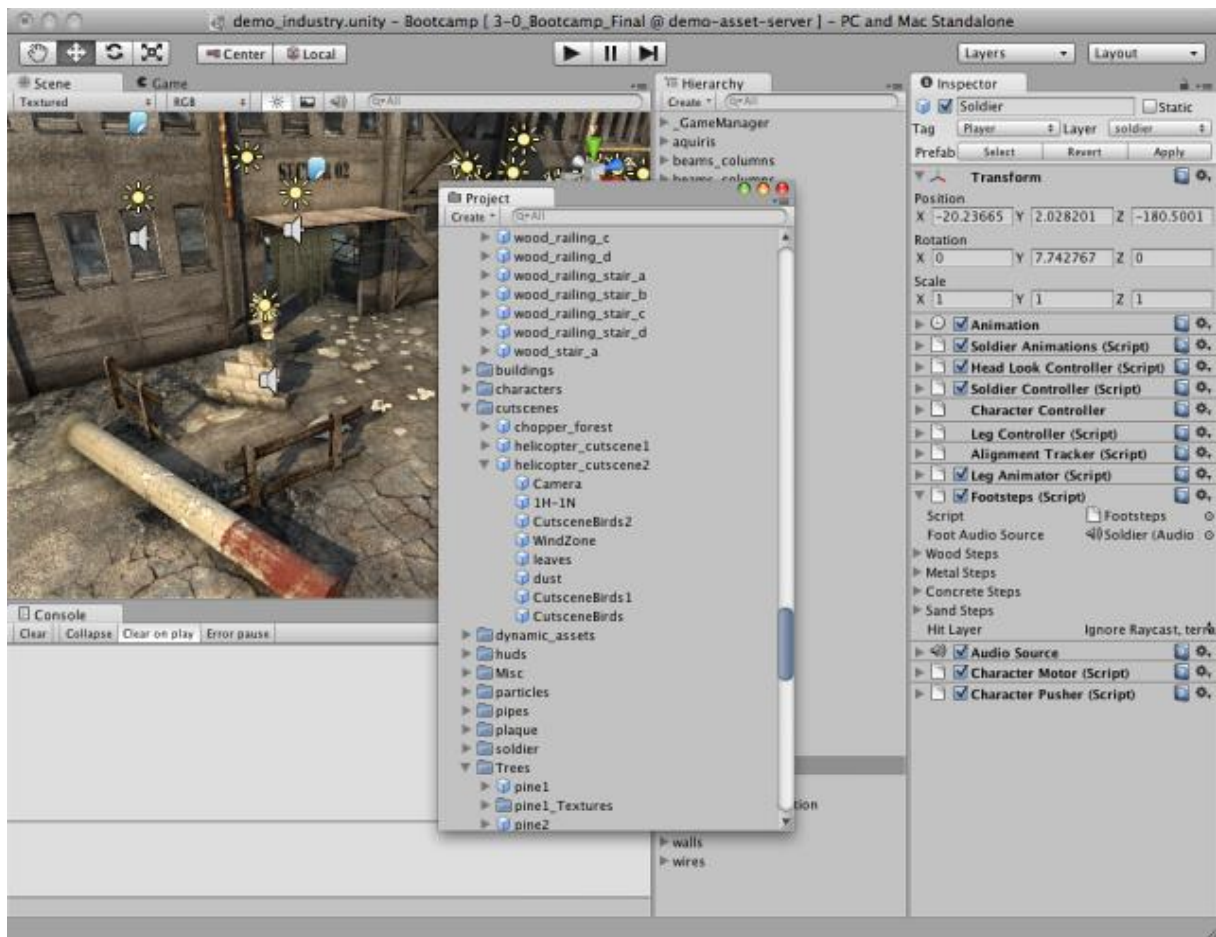 demo_industry.unity – Bootcamp [ 3-0_Bootcamp_Final @ demo-asset-server ] – PC and Mac Standalone
Center Local Layers Layout
Scene Game
Textured RGB All
Hierarchy
Create All
_GameManager
aquiris
beams_columns
beams_columns
walls
wires
Project
Create All
wood_railing_c
wood_railing_d
wood_railing_stair_a
wood_railing_stair_b
wood_railing_stair_c
wood_railing_stair_d
wood_stair_a
buildings
characters
cutscenes
chopper_forest
helicopter_cutscene1
helicopter_cutscene2
Camera
1H-1N
CutsceneBirds2
WindZone
leaves
dust
CutsceneBirds1
CutsceneBirds
dynamic_assets
huds
Misc
particles
pipes
plaque
soldier
Trees
pine1
pine1_Textures
pine2
Console
Clear Collapse Clear on play Error pause
Inspector
Soldier Static
Tag Player Layer soldier
Prefab Select Revert Apply
Transform
Position
X -20.23665 Y 2.028201 Z -180.5001
Rotation
X 0 Y 7.742767 Z 0
Scale
X 1 Y 1 Z 1
Animation
Soldier Animations (Script)
Head Look Controller (Script)
Soldier Controller (Script)
Character Controller
Leg Controller (Script)
Alignment Tracker (Script)
Leg Animator (Script)
Footsteps (Script)
Script Footsteps
Foot Audio Source Soldier (Audio
Wood Steps
Metal Steps
Concrete Steps
Sand Steps
Hit Layer Ignore Raycast, terra
Audio Source
Character Motor (Script)
Character Pusher (Script)